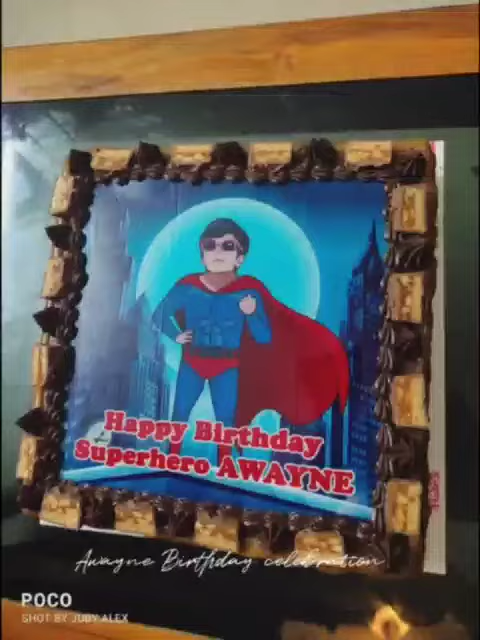 Happy Birthday
Superhero AWAYNE
Awayne Birthday celebration
POCO
SHOT BY JUBY ALEX